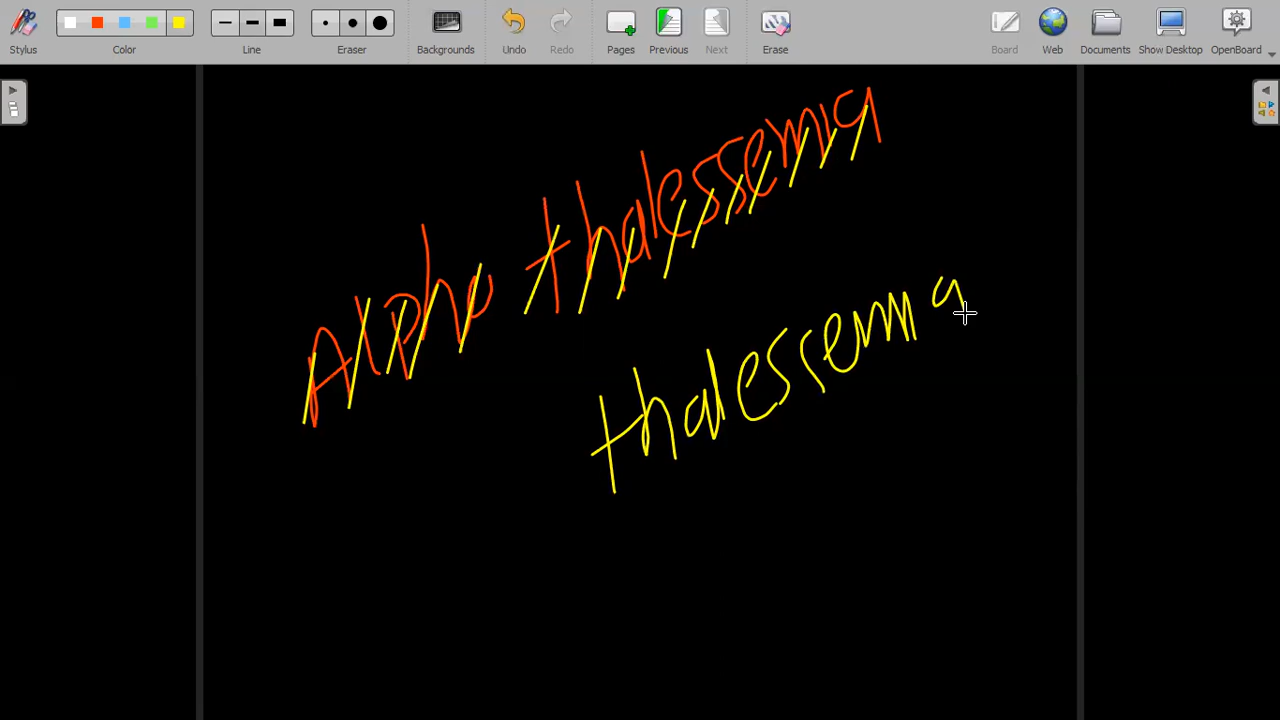 Stylus
Color
Line
Eraser
Backgrounds
Undo
Redo
Pages
Previous
Next
Erase
Board
Web
Documents
Show Desktop
OpenBoard
Alpha thalessemia
thalessemia